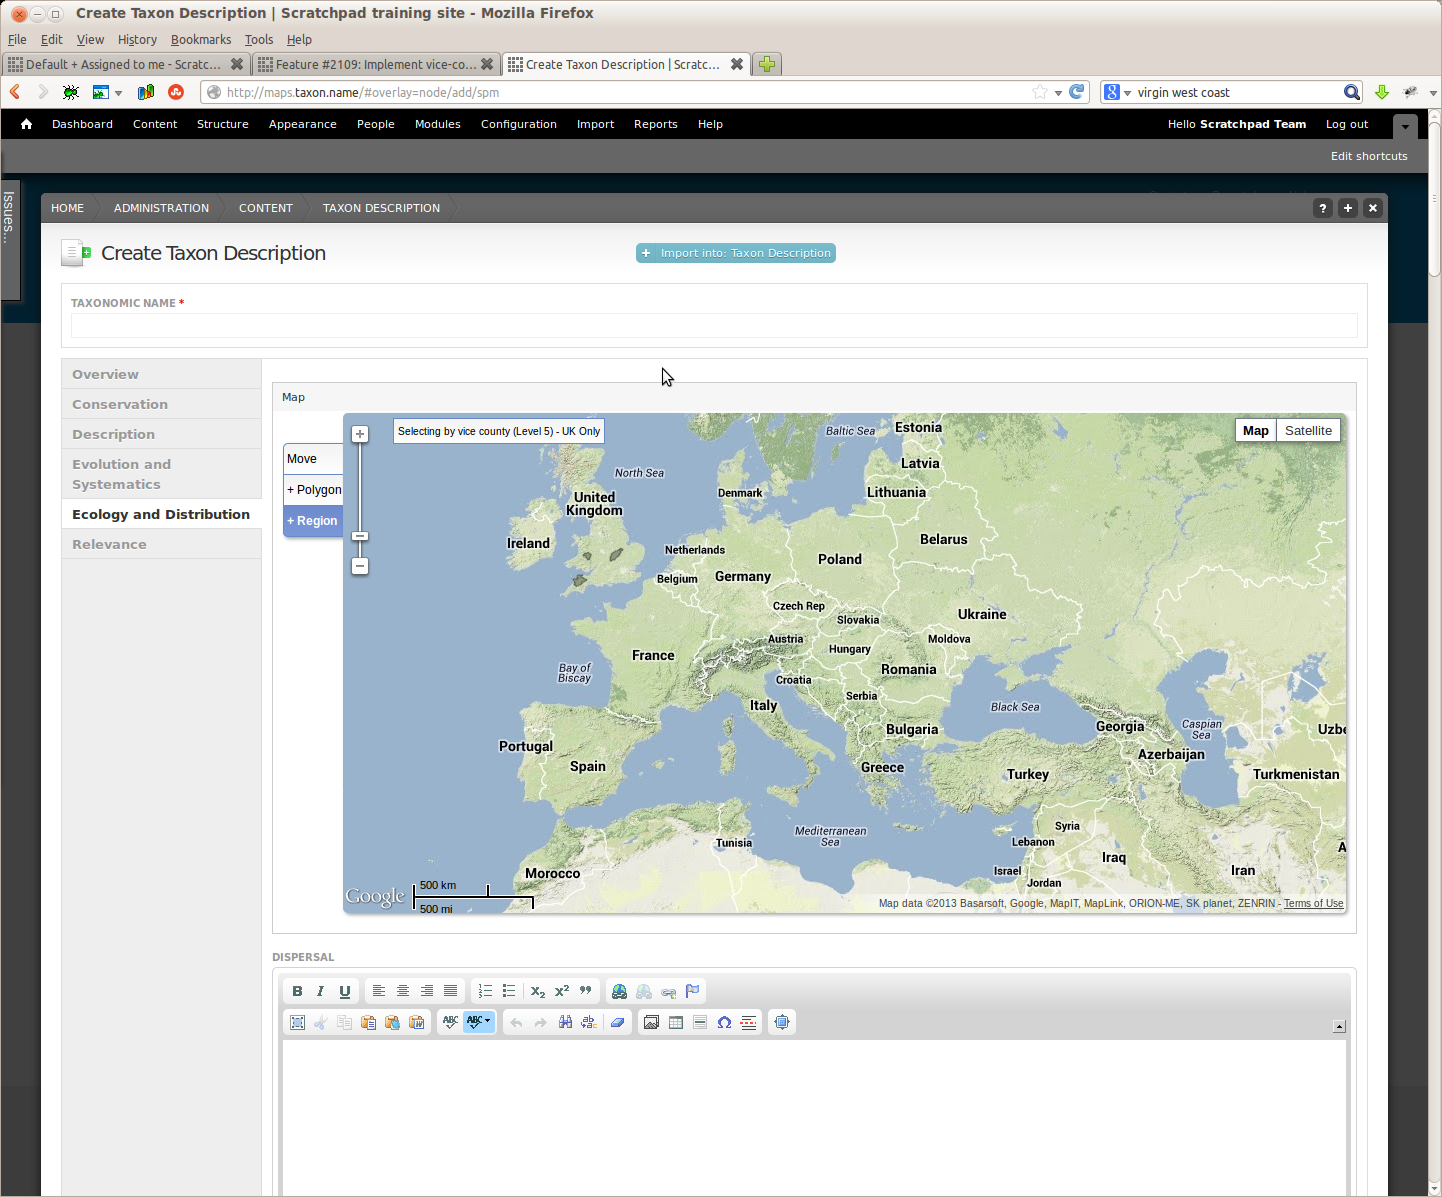 Create Taxon Description | Scratchpad training site - Mozilla Firefox
File Edit View History Bookmarks Tools Help
Default + Assigned to me - Scratc... Feature #2109: Implement vice-co... Create Taxon Description | Scratc...
http://maps.taxon.name/#overlay=node/add/spm virgin west coast
Dashboard Content Structure Appearance People Modules Configuration Import Reports Help Hello Scratchpad Team Log out
Edit shortcuts
Issues...
HOME ADMINISTRATION CONTENT TAXON DESCRIPTION
Create Taxon Description
+ Import into: Taxon Description
TAXONOMIC NAME *
Overview
Conservation
Description
Evolution and
Systematics
Ecology and Distribution
Relevance
Map
Move
+ Polygon
+ Region
Selecting by vice county (Level 5) - UK Only
Map Satellite
Baltic Sea
Estonia
Latvia
North Sea
Denmark
Lithuania
United
Kingdom
Ireland
Belarus
Netherlands
Poland
Belgium
Germany
Czech Rep
Ukraine
Slovakia
Austria
Moldova
Hungary
France
Romania
Bay of
Biscay
Croatia
Serbia
Italy
Black Sea
Bulgaria
Georgia
Caspian
Sea
Uzbe
Portugal
Azerbaijan
Spain
Greece
Turkey
Turkmenistan
Mediterranean
Sea
Syria
Tunisia
Lebanon
A
Iraq
Morocco
Israel
Iran
Jordan
500 km
Google
500 mi
Map data ©2013 Basarsoft, Google, MapIT, MapLink, ORION-ME, SK planet, ZENRIN - Terms of Use
DISPERSAL
B I U X2 X² ”
ABC ABC